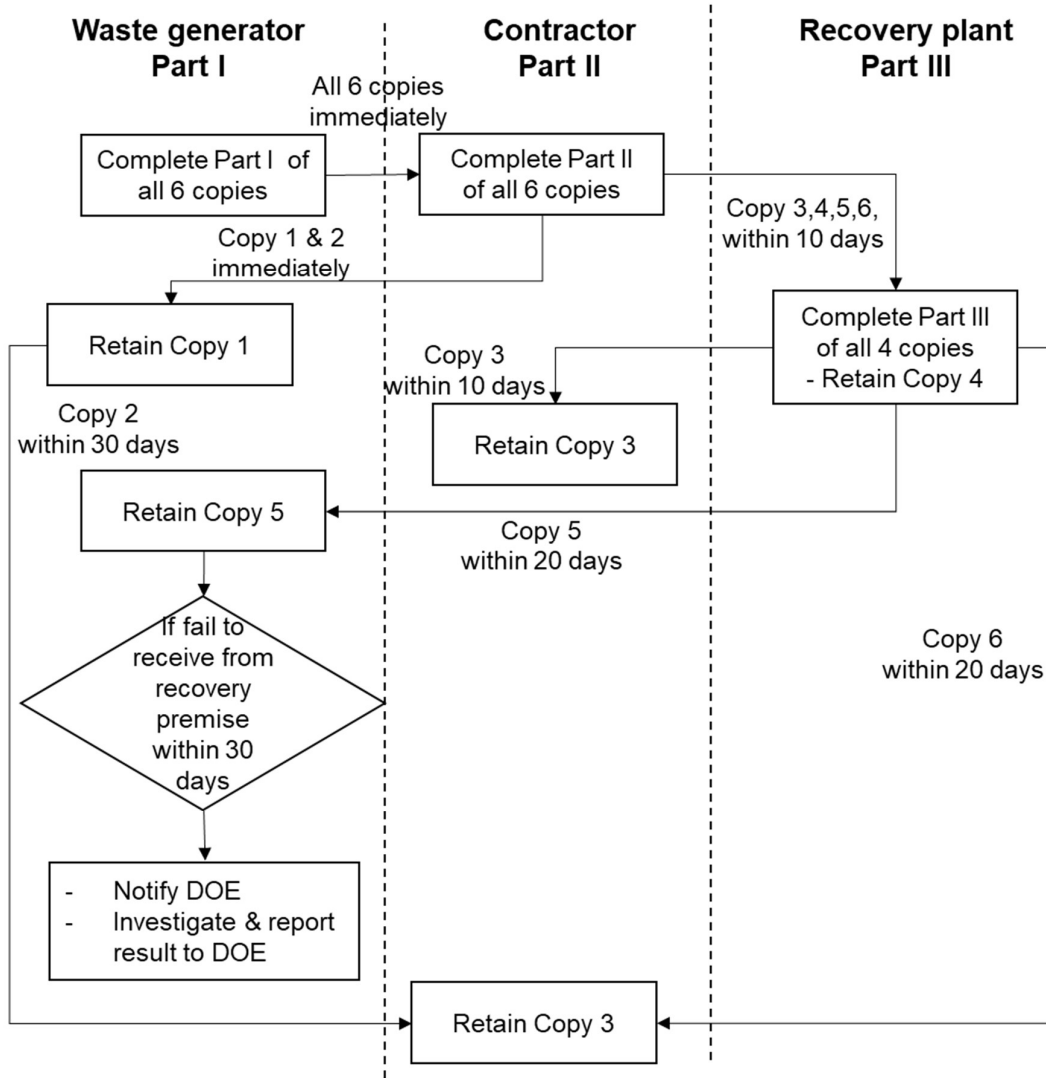 Waste generator
Part I
Contractor
Part II
Recovery plant
Part III
All 6 copies
immediately
Complete Part I of
all 6 copies
Complete Part II
of all 6 copies
Copy 3,4,5,6,
within 10 days
Copy 1 & 2
immediately
Retain Copy 1
Complete Part III
of all 4 copies
- Retain Copy 4
Copy 3
within 10 days
Retain Copy 3
Copy 2
within 30 days
Retain Copy 5
Copy 5
within 20 days
If fail to
receive from
recovery
premise
within 30
days
Copy 6
within 20 days
- Notify DOE
- Investigate & report
result to DOE
Retain Copy 3